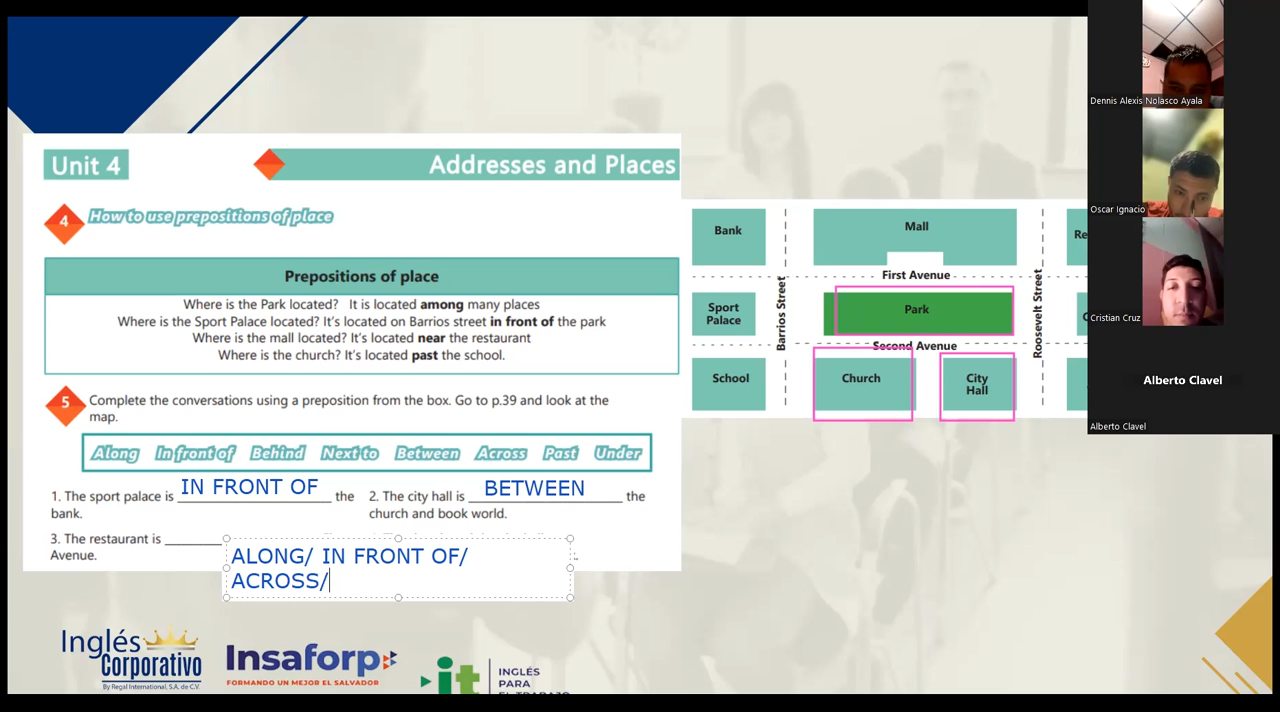 Unit 4
Addresses and Places
4
How to use prepositions of place
Prepositions of place
Where is the Park located? It is located among many places
Where is the Sport Palace located? It's located on Barrios street in front of the park
Where is the mall located? It's located near the restaurant
Where is the church? It's located past the school.
5
Complete the conversations using a preposition from the box. Go to p.39 and look at the
map.
Along In front of Behind Next to Between Across Past Under
1. The sport palace is IN FRONT OF the
bank.
2. The city hall is BETWEEN the
church and book world.
3. The restaurant is
Avenue.
ALONG/ IN FRONT OF/
ACROSS/
Bank
Mall
Re
First Avenue
Sport
Palace
Barrios Street
Park
Roosevelt Street
Second Avenue
School
Church
City
Hall
Dennis Alexis Nolasco Ayala
Oscar Ignacio
Cristian Cruz
Alberto Clavel
Alberto Clavel
Inglés
Corporativo
By Regal International, S.A. de C.V.
Insaforp
FORMANDO UN MEJOR EL SALVADOR
it
INGLÉS
PARA
EL TRABAJO